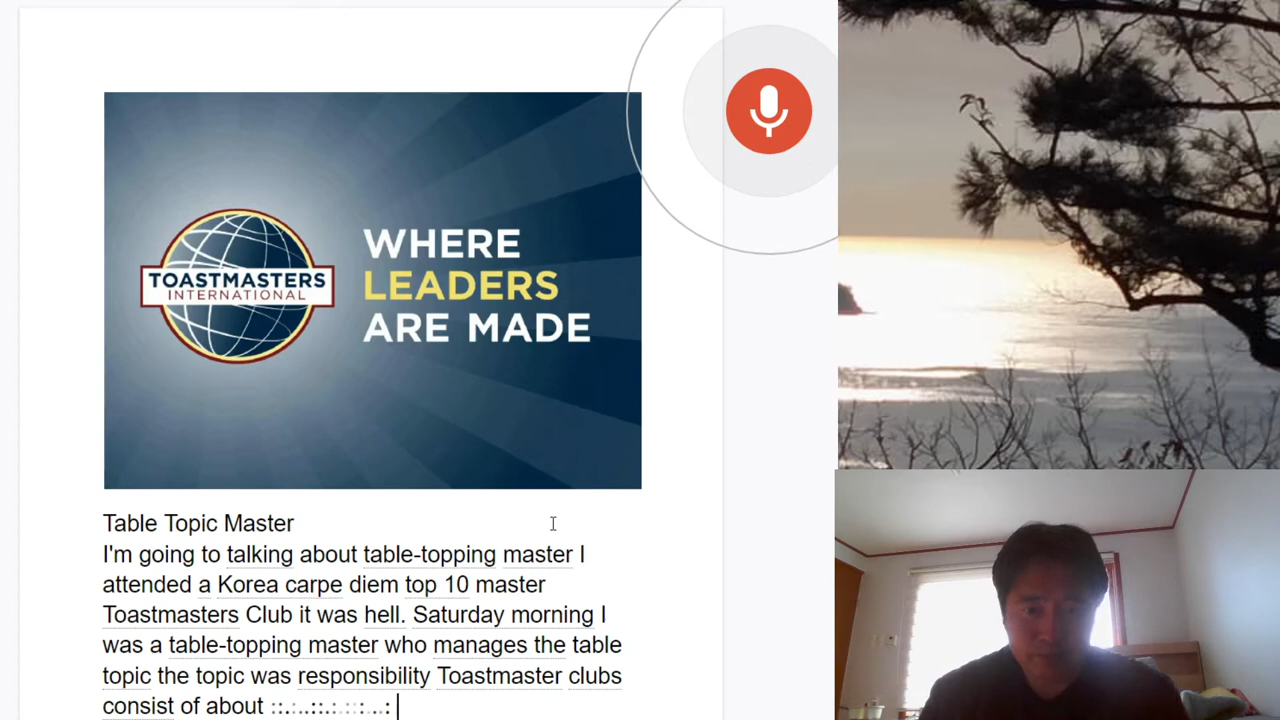 WHERE
LEADERS
ARE MADE
TOASTMASTERS
INTERNATIONAL
Table Topic Master
I'm going to talking about table-topping master I
attended a Korea carpe diem top 10 master
Toastmasters Club it was hell. Saturday morning I
was a table-topping master who manages the table
topic the topic was responsibility Toastmaster clubs
consist of about